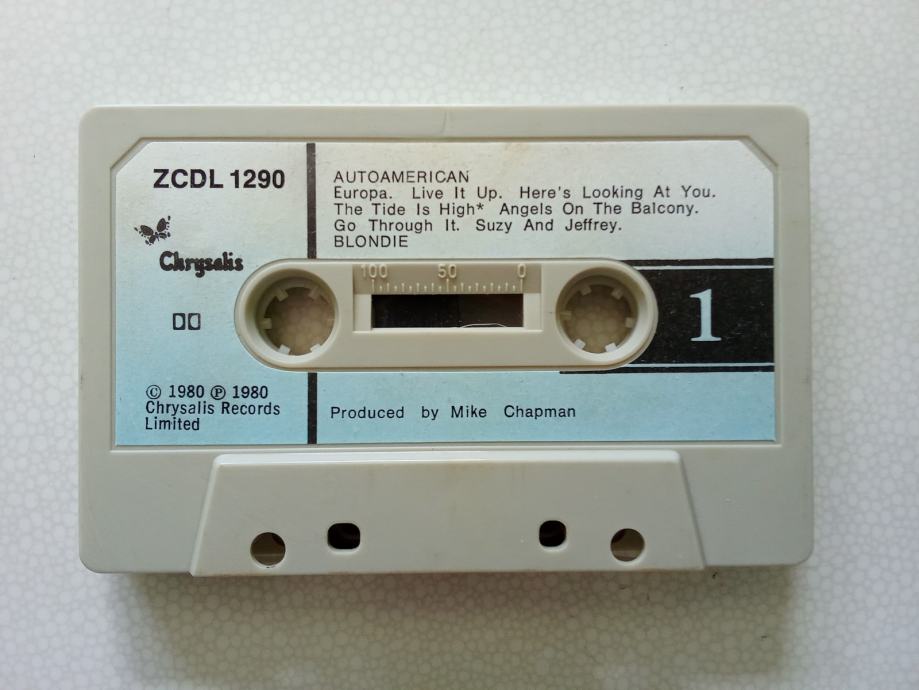 ZCDL 1290
Chrysalis
© 1980 ℗ 1980
Chrysalis Records
Limited
AUTOAMERICAN
Europa. Live It Up. Here's Looking At You.
The Tide Is High* Angels On The Balcony.
Go Through It. Suzy And Jeffrey.
BLONDIE
100 50 0
1
Produced by Mike Chapman